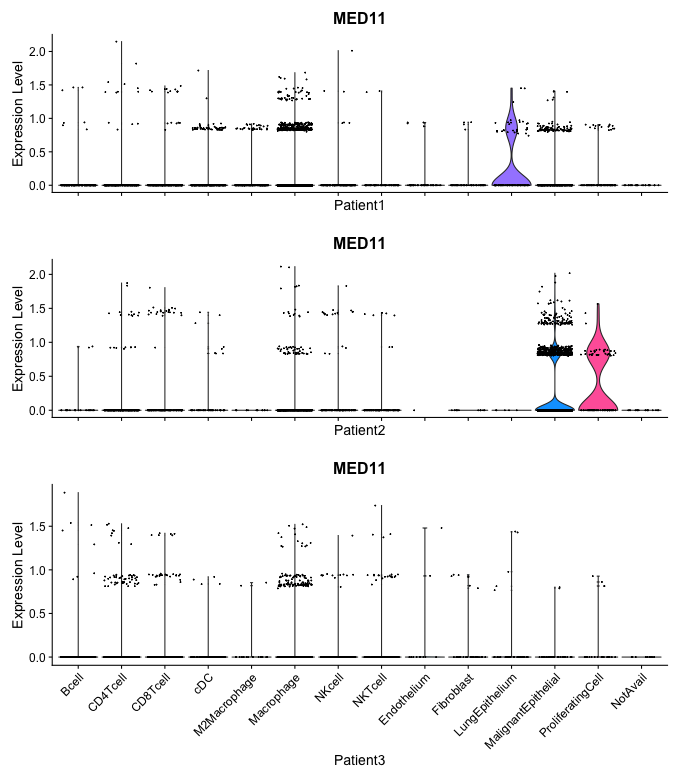 MED11
Expression Level
2.0
1.5
1.0
0.5
0.0
Patient1
MED11
Expression Level
2.0
1.5
1.0
0.5
0.0
Patient2
MED11
Expression Level
1.5
1.0
0.5
0.0
Bcell
CD4Tcell
CD8Tcell
cDC
M2Macrophage
Macrophage
NKcell
NKTcell
Endothelium
Fibroblast
LungEpithelium
MalignantEpithelial
ProliferatingCell
NotAvail
Patient3